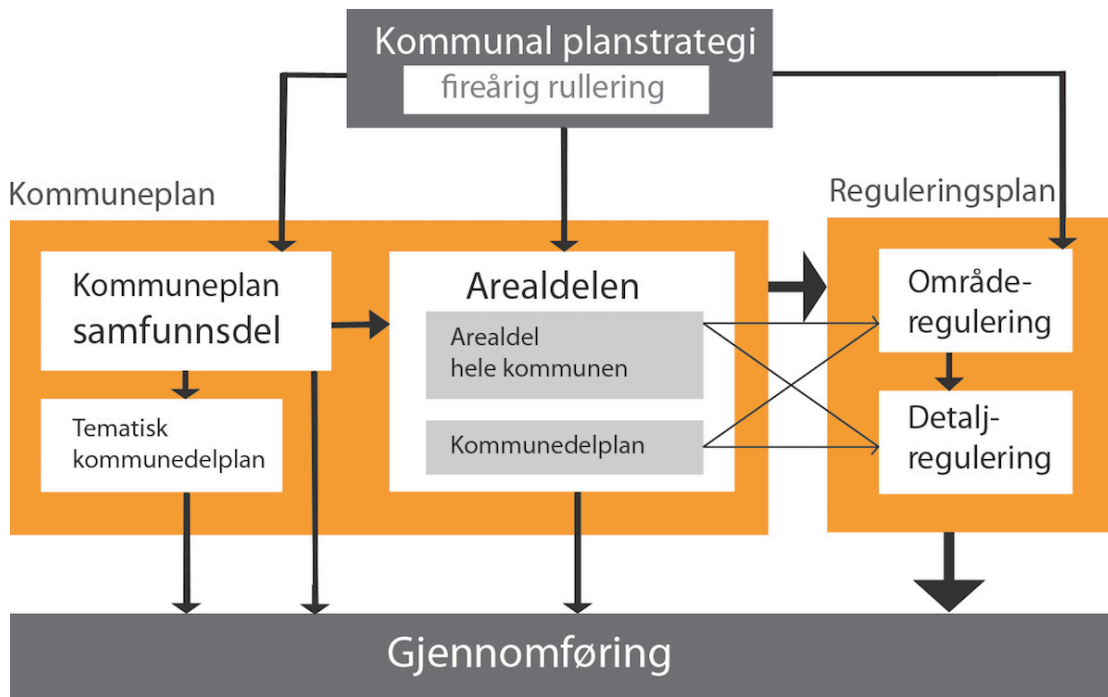 Kommunal planstrategi
fireårig rullering
Kommuneplan
Reguleringsplan
Kommuneplan
samfunnsdel
Tematisk
kommunedelplan
Arealdelen
Arealdel
hele kommunen
Kommunedelplan
Område-
regulering
Detalj-
regulering
Gjennomføring